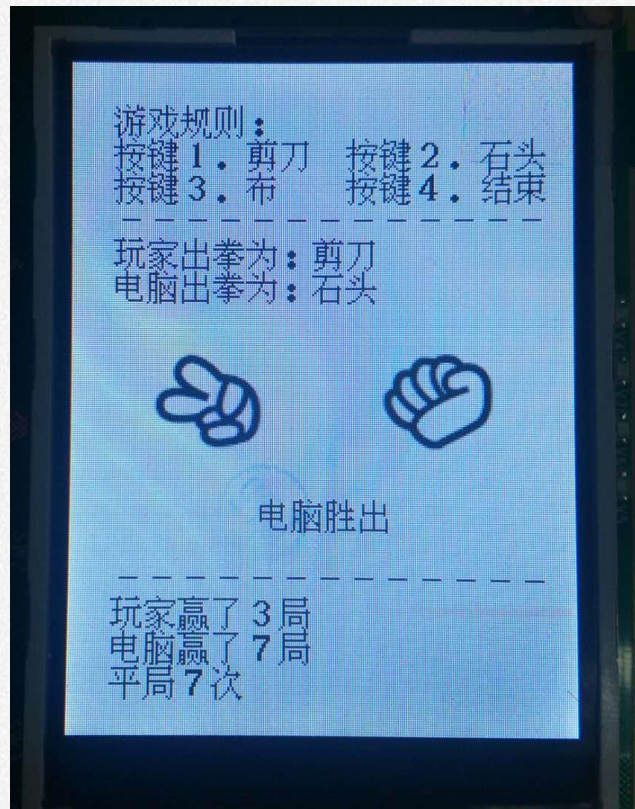 游戏规则：
按键1．剪刀　按键2．石头
按键3．布　　按键4．结束
玩家出拳为：剪刀
电脑出拳为：石头
电脑胜出
玩家赢了3局
电脑赢了7局
平局7次